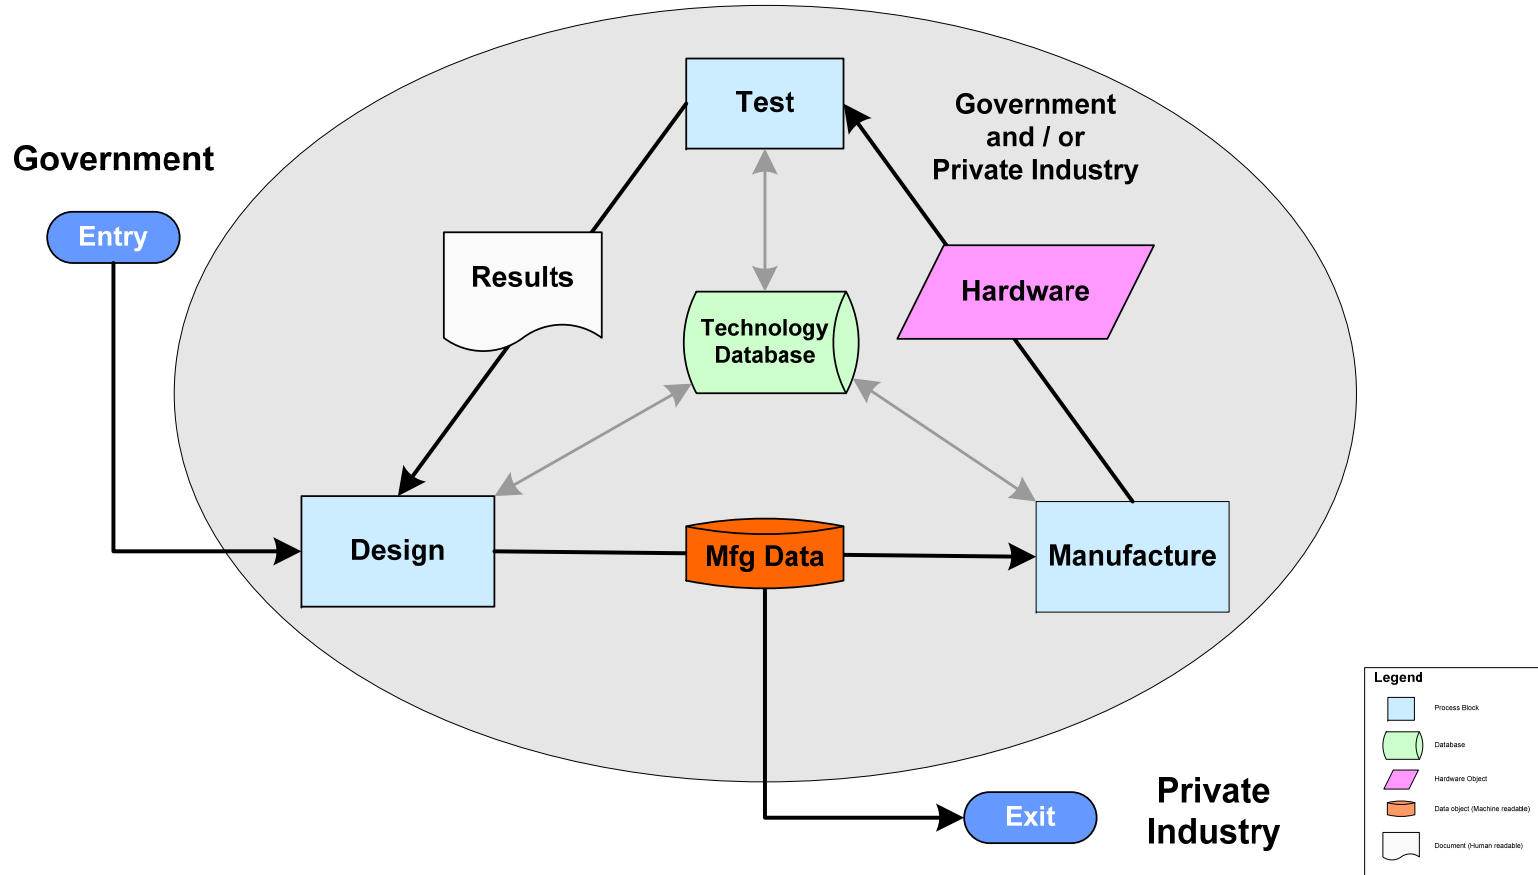 Test
Government
and / or
Private Industry
Government
Entry
Results
Hardware
Technology
Database
Design
Mfg Data
Manufacture
Exit
Private
Industry
Legend
Process Block
Database
Hardware Object
Data object (Machine readable)
Document (Human readable)